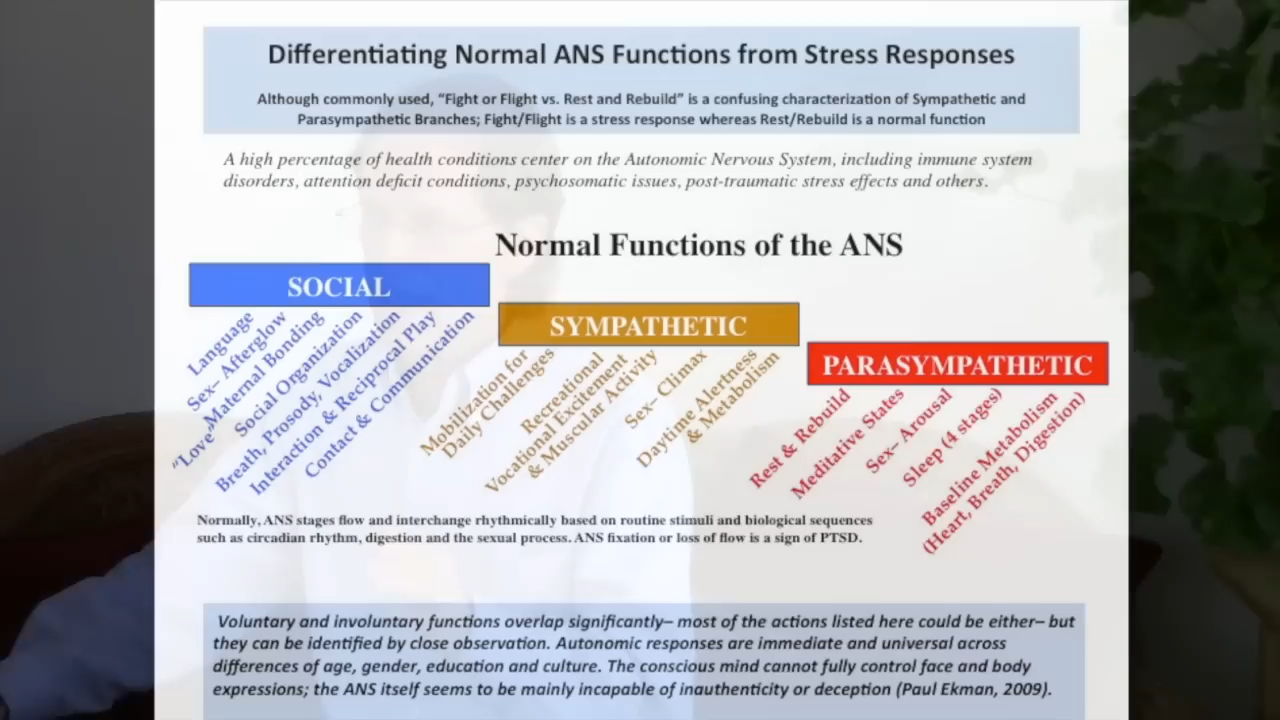 Differentiating Normal ANS Functions from Stress Responses
Although commonly used, “Fight or Flight vs. Rest and Rebuild” is a confusing characterization of Sympathetic and
Parasympathetic Branches; Fight/Flight is a stress response whereas Rest/Rebuild is a normal function
A high percentage of health conditions center on the Autonomic Nervous System, including immune system
disorders, attention deficit conditions, psychosomatic issues, post-traumatic stress effects and others.
Normal Functions of the ANS
SOCIAL
Language
Sex– Afterglow
"Love" Maternal Bonding
Social Organization
Breath, Prosody, Vocalization
Interaction & Reciprocal Play
Contact & Communication
SYMPATHETIC
Mobilization for
Daily Challenges
Recreational
Vocational Excitement
& Muscular Activity
Sex– Climax
Daytime Alertness
& Metabolism
PARASYMPATHETIC
Rest & Rebuild
Meditative States
Sex– Arousal
Sleep (4 stages)
Baseline Metabolism
(Heart, Breath, Digestion)
Normally, ANS stages flow and interchange rhythmically based on routine stimuli and biological sequences
such as circadian rhythm, digestion and the sexual process. ANS fixation or loss of flow is a sign of PTSD.
Voluntary and involuntary functions overlap significantly– most of the actions listed here could be either– but
they can be identified by close observation. Autonomic responses are immediate and universal across
differences of age, gender, education and culture. The conscious mind cannot fully control face and body
expressions; the ANS itself seems to be mainly incapable of inauthenticity or deception (Paul Ekman, 2009).